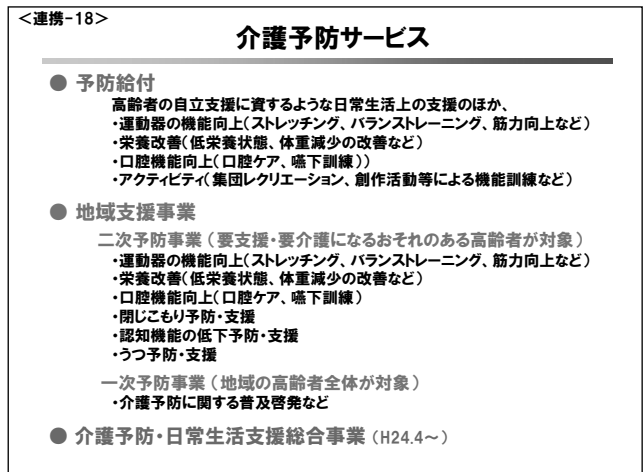 <連携-18>
介護予防サービス
● 予防給付
高齢者の自立支援に資するような日常生活上の支援のほか、
・運動器の機能向上(ストレッチング、バランストレーニング、筋力向上など)
・栄養改善(低栄養状態、体重減少の改善など)
・口腔機能向上(口腔ケア、嚥下訓練))
・アクティビティ(集団レクリエーション、創作活動等による機能訓練など)
● 地域支援事業
二次予防事業(要支援・要介護になるおそれのある高齢者が対象)
・運動器の機能向上(ストレッチング、バランストレーニング、筋力向上など)
・栄養改善(低栄養状態、体重減少の改善など)
・口腔機能向上(口腔ケア、嚥下訓練)
・閉じこもり予防・支援
・認知機能の低下予防・支援
・うつ予防・支援
一次予防事業(地域の高齢者全体が対象)
・介護予防に関する普及啓発など
● 介護予防・日常生活支援総合事業(H24.4~)